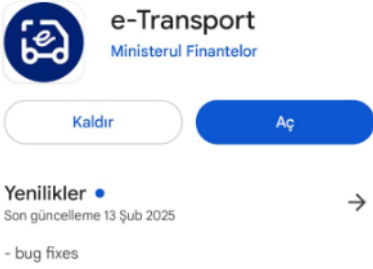 e-Transport
Ministerul Finantelor
Kaldır
Aç
Yenilikler
Son güncelleme 13 Şub 2025
- bug fixes